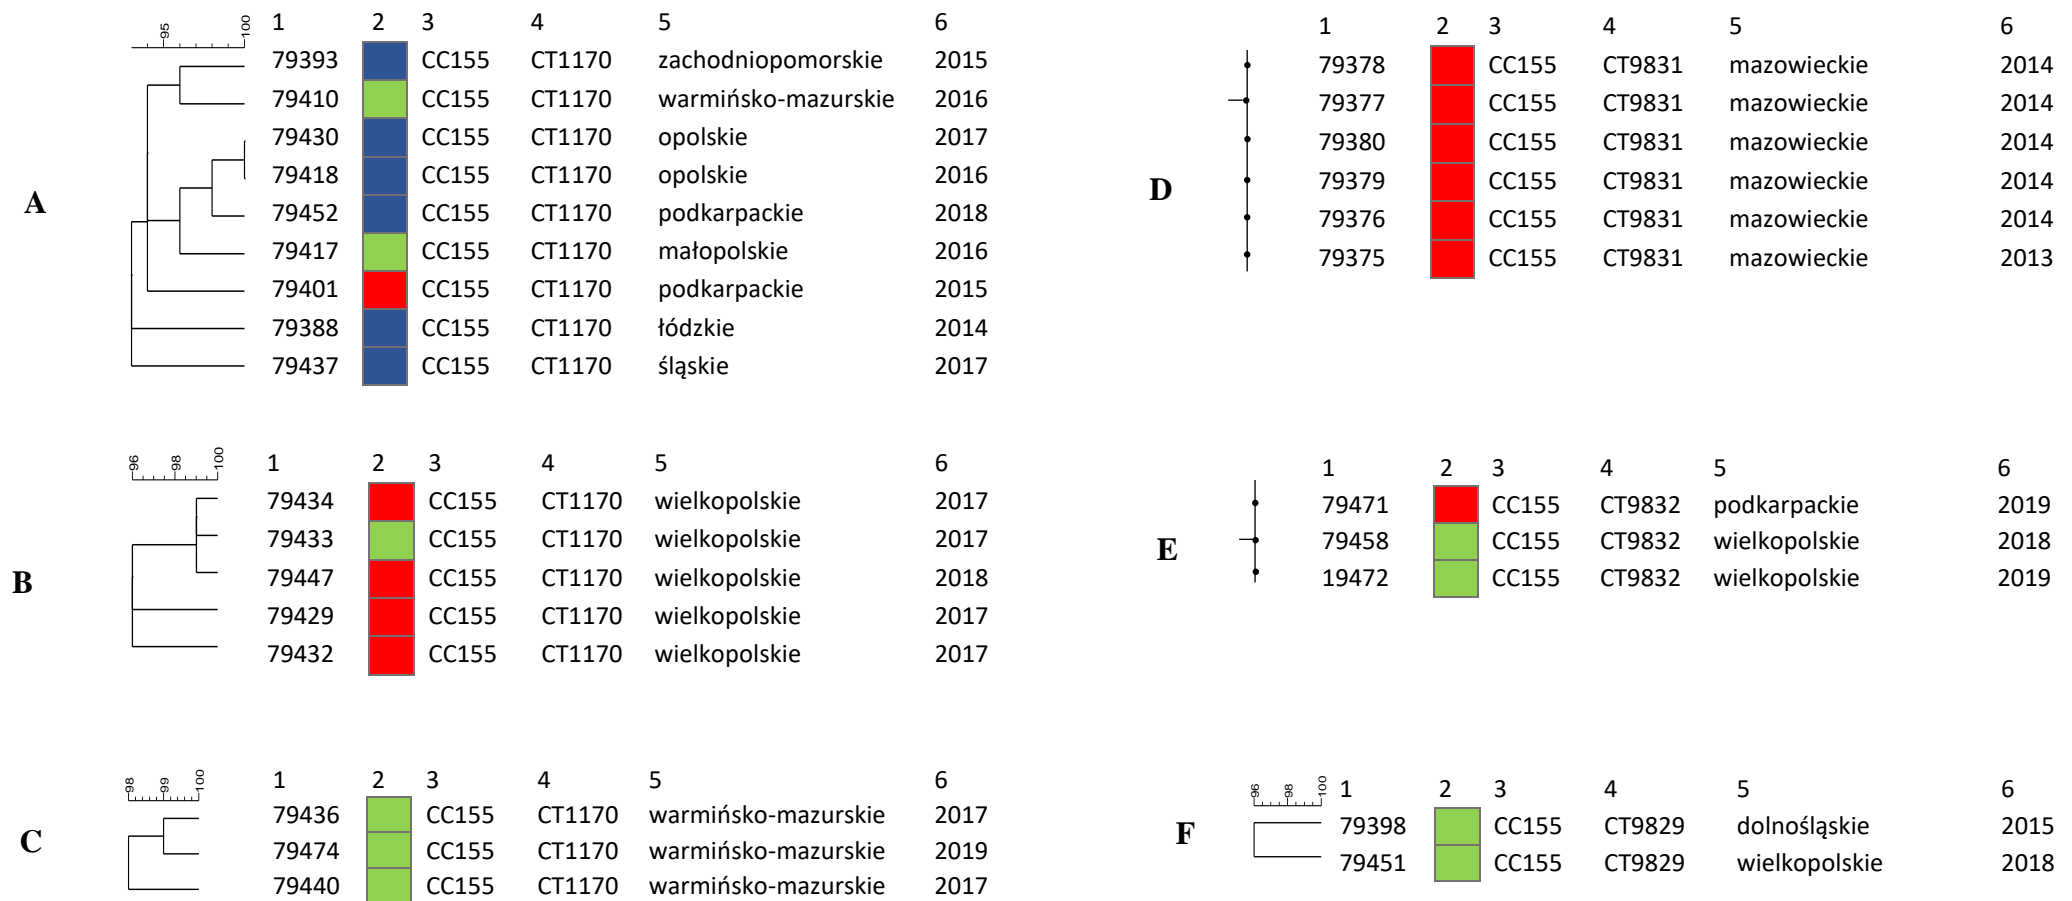 A
95
100
1 2 3 4 5 6
79393 CC155 CT1170 zachodniopomorskie 2015
79410 CC155 CT1170 warmińsko-mazurskie 2016
79430 CC155 CT1170 opolskie 2017
79418 CC155 CT1170 opolskie 2016
79452 CC155 CT1170 podkarpackie 2018
79417 CC155 CT1170 małopolskie 2016
79401 CC155 CT1170 podkarpackie 2015
79388 CC155 CT1170 łódzkie 2014
79437 CC155 CT1170 śląskie 2017
B
96
98
100
1 2 3 4 5 6
79434 CC155 CT1170 wielkopolskie 2017
79433 CC155 CT1170 wielkopolskie 2017
79447 CC155 CT1170 wielkopolskie 2018
79429 CC155 CT1170 wielkopolskie 2017
79432 CC155 CT1170 wielkopolskie 2017
C
98
99
100
1 2 3 4 5 6
79436 CC155 CT1170 warmińsko-mazurskie 2017
79474 CC155 CT1170 warmińsko-mazurskie 2019
79440 CC155 CT1170 warmińsko-mazurskie 2017
D
1 2 3 4 5 6
79378 CC155 CT9831 mazowieckie 2014
79377 CC155 CT9831 mazowieckie 2014
79380 CC155 CT9831 mazowieckie 2014
79379 CC155 CT9831 mazowieckie 2014
79376 CC155 CT9831 mazowieckie 2014
79375 CC155 CT9831 mazowieckie 2013
E
1 2 3 4 5 6
79471 CC155 CT9832 podkarpackie 2019
79458 CC155 CT9832 wielkopolskie 2018
19472 CC155 CT9832 wielkopolskie 2019
F
96
98
100
1 2 3 4 5 6
79398 CC155 CT9829 dolnośląskie 2015
79451 CC155 CT9829 wielkopolskie 2018